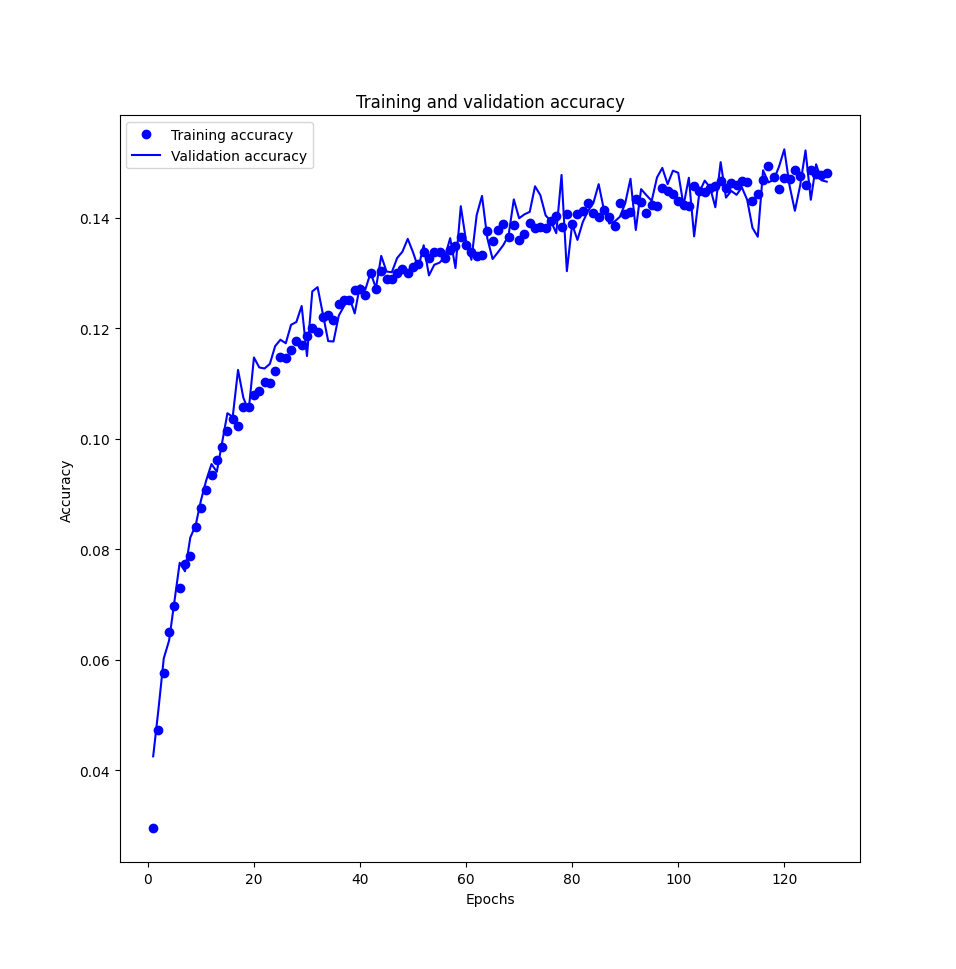 Training and validation accuracy
Training accuracy
Validation accuracy
0.14
0.12
0.10
0.08
0.06
0.04
Accuracy
0 20 40 60 80 100 120
Epochs